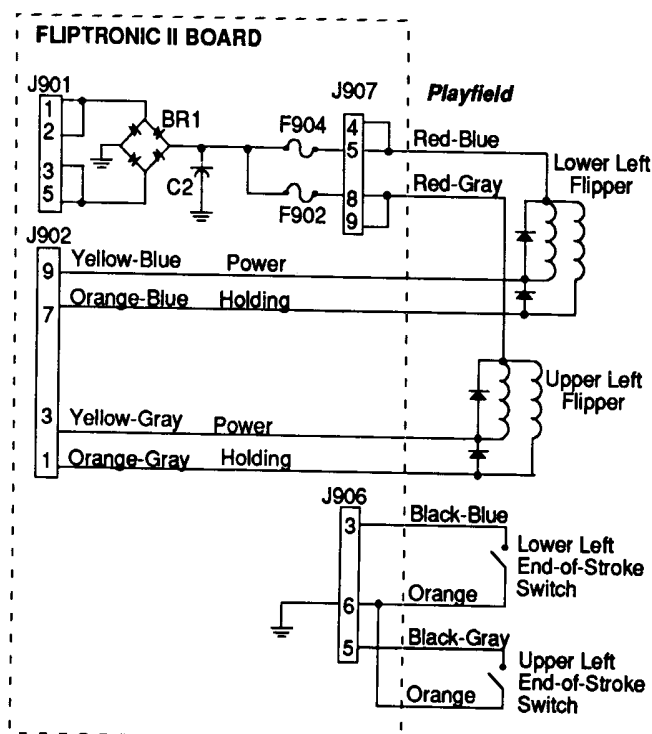 FLIPTRONIC II BOARD
J901
1
2
3
5
BR1
C2
F904
F902
J907
4
5
8
9
Playfield
Red-Blue
Red-Gray
Lower Left
Flipper
J902
9
7
3
1
Yellow-Blue Power
Orange-Blue Holding
Yellow-Gray Power
Orange-Gray Holding
Upper Left
Flipper
J906
3
6
5
Black-Blue
Orange
Black-Gray
Orange
Lower Left
End-of-Stroke
Switch
Upper Left
End-of-Stroke
Switch